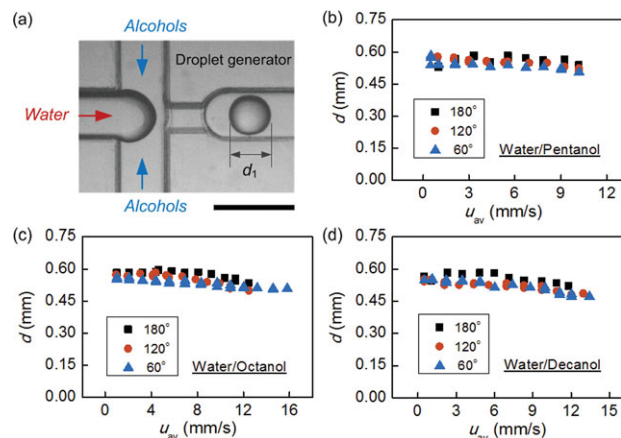 (a)
Alcohols
Droplet generator
Water
d₁
Alcohols
(b)
d (mm)
0.75
0.60
0.45
0.30
0.15
0.00
180°
120°
60°
Water/Pentanol
0 3 6 9 12
u_av (mm/s)
(c)
d (mm)
0.75
0.60
0.45
0.30
0.15
0.00
180°
120°
60°
Water/Octanol
0 4 8 12 16
u_av (mm/s)
(d)
d (mm)
0.75
0.60
0.45
0.30
0.15
0.00
180°
120°
60°
Water/Decanol
0 3 6 9 12 15
u_av (mm/s)